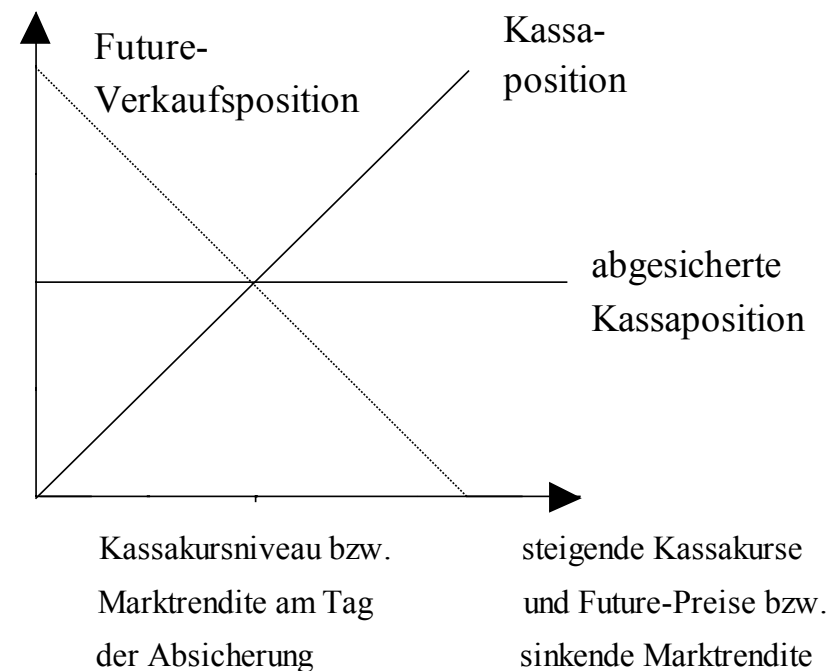 Future-
Verkaufsposition
Kassa-
position
abgesicherte
Kassaposition
Kassakursniveau bzw.
Marktrendite am Tag
der Absicherung
steigende Kassakurse
und Future-Preise bzw.
sinkende Marktrendite